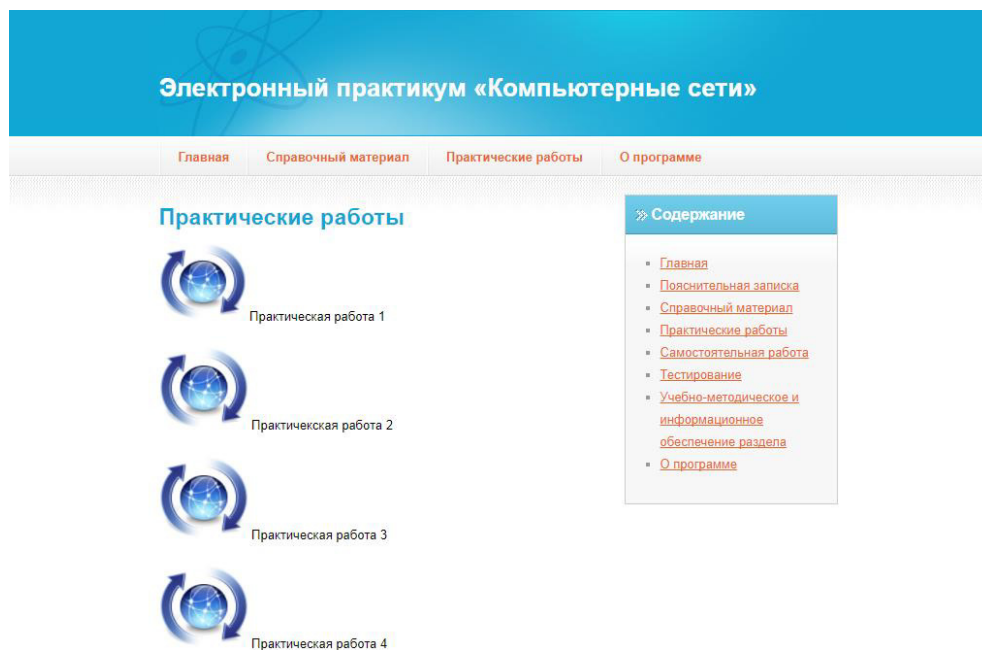 Электронный практикум «Компьютерные сети»
Главная Справочный материал Практические работы О программе
Практические работы
Практическая работа 1
Практичекская работа 2
Практическая работа 3
Практическая работа 4
Содержание
Главная
Пояснительная записка
Справочный материал
Практические работы
Самостоятельная работа
Тестирование
Учебно-методическое и
информационное
обеспечение раздела
О программе